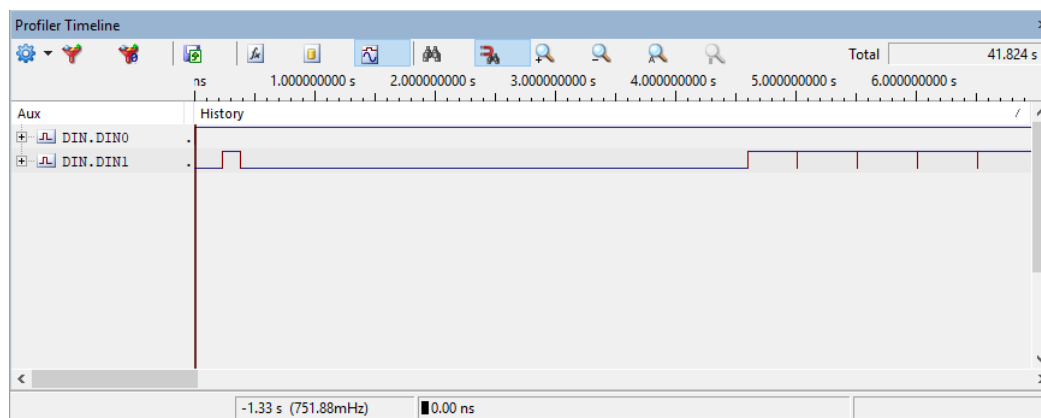 Profiler Timeline
Total 41.824 s
ns 1.000000000 s 2.000000000 s 3.000000000 s 4.000000000 s 5.000000000 s 6.000000000 s
Aux History
DIN.DIN0
DIN.DIN1
-1.33 s (751.88mHz) 0.00 ns